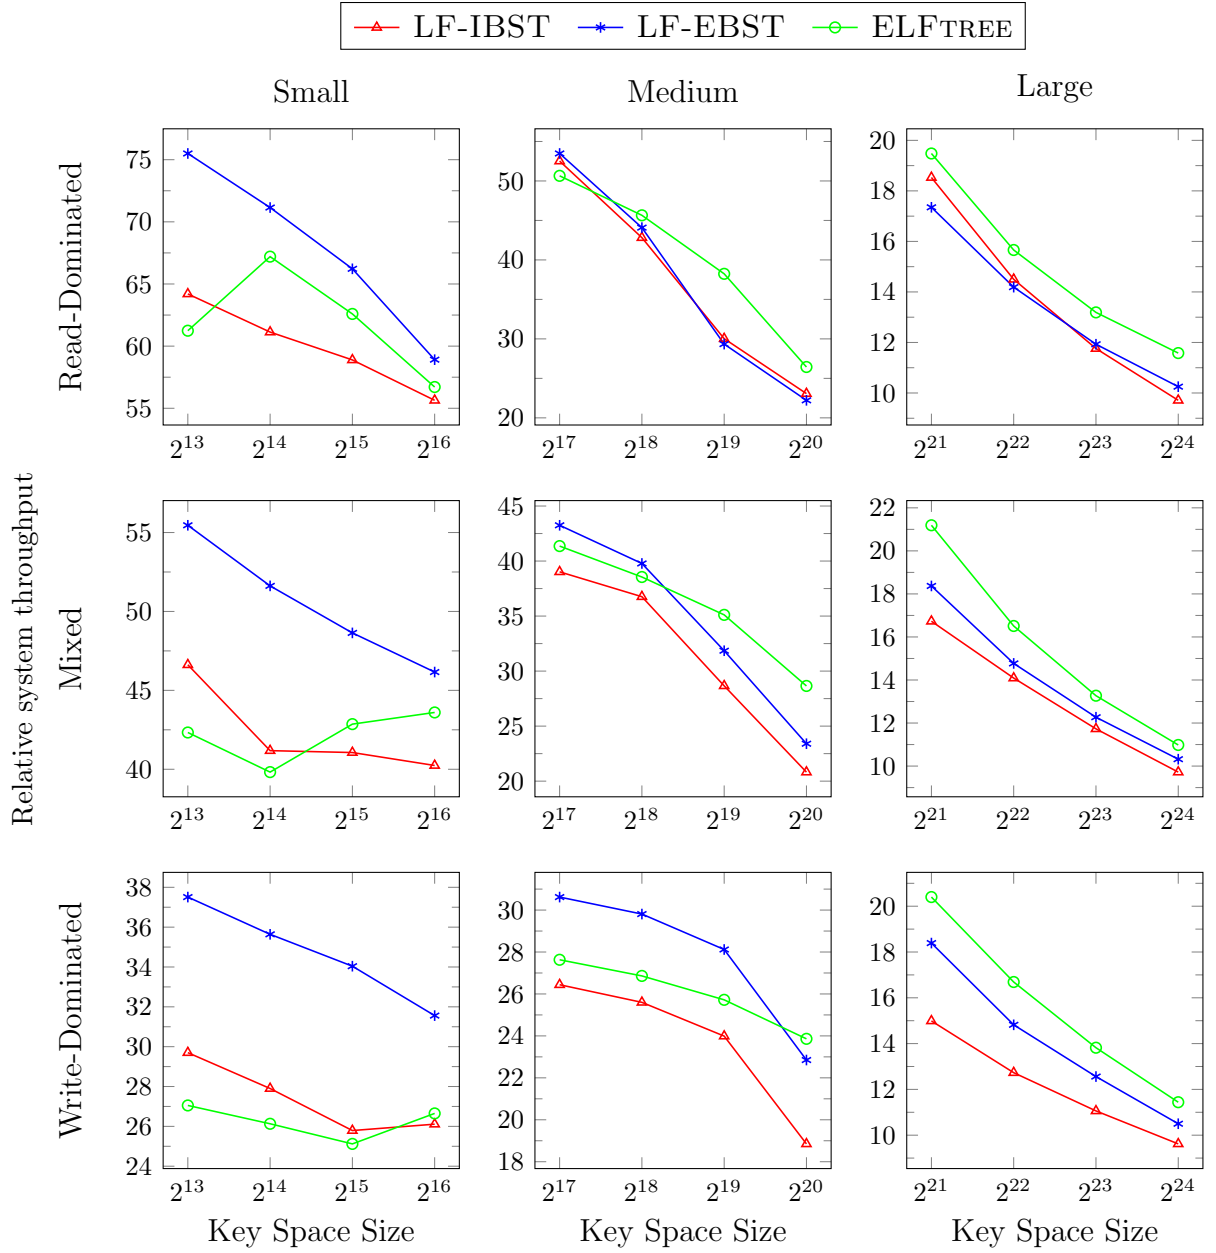 LF-IBST LF-EBST ELFTREE
Small Medium Large
Relative system throughput
Read-Dominated
75
70
65
60
55
2^13 2^14 2^15 2^16
50
40
30
20
2^17 2^18 2^19 2^20
20
18
16
14
12
10
2^21 2^22 2^23 2^24
Mixed
55
50
45
40
2^13 2^14 2^15 2^16
45
40
35
30
25
20
2^17 2^18 2^19 2^20
22
20
18
16
14
12
10
2^21 2^22 2^23 2^24
Write-Dominated
38
36
34
32
30
28
26
24
2^13 2^14 2^15 2^16
Key Space Size
30
28
26
24
22
20
18
2^17 2^18 2^19 2^20
Key Space Size
20
18
16
14
12
10
2^21 2^22 2^23 2^24
Key Space Size